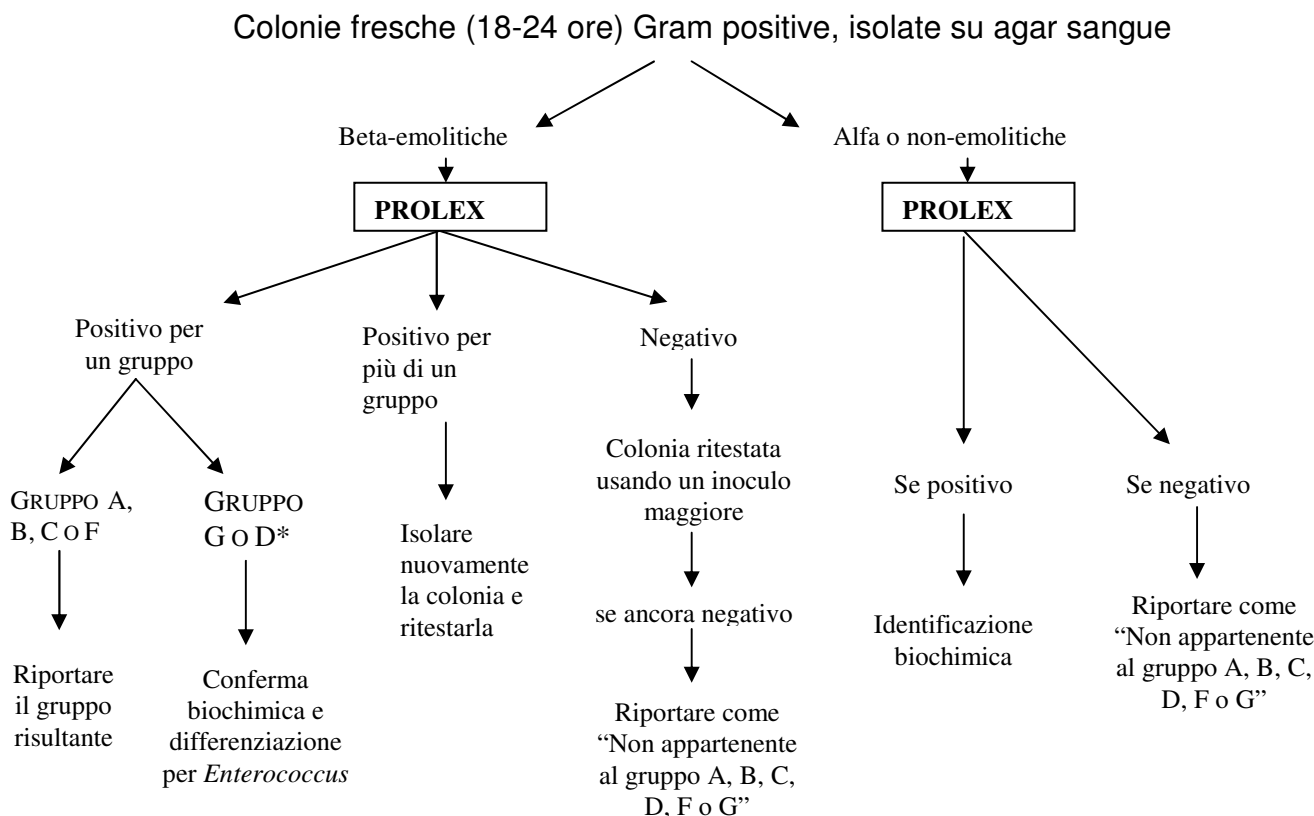 Colonie fresche (18-24 ore) Gram positive, isolate su agar sangue
Beta-emolitiche
Alfa o non-emolitiche
PROLEX
PROLEX
Positivo per
un gruppo
Positivo per
più di un
gruppo
Negativo
GRUPPO A,
B, C O F
GRUPPO
G O D*
Isolare
nuovamente
la colonia e
ritestarla
Colonia ritestata
usando un inoculo
maggiore
Se positivo
Se negativo
se ancora negativo
Riportare
il gruppo
risultante
Conferma
biochimica e
differenziazione
per Enterococcus
Riportare come
“Non appartenente
al gruppo A, B, C,
D, F o G”
Identificazione
biochimica
Riportare come
“Non appartenente
al gruppo A, B, C,
D, F o G”